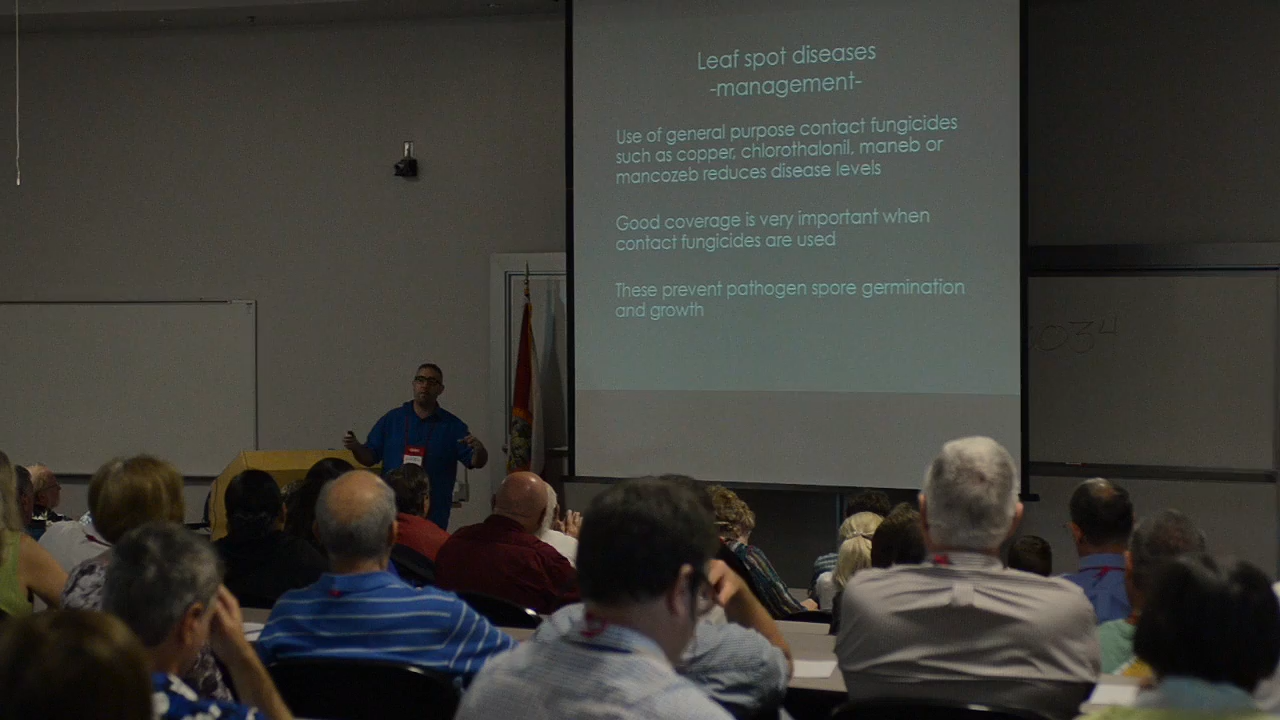 Leaf spot diseases
-management-
Use of general purpose contact fungicides
such as copper, chlorothalonil, maneb or
mancozeb reduces disease levels
Good coverage is very important when
contact fungicides are used
These prevent pathogen spore germination
and growth